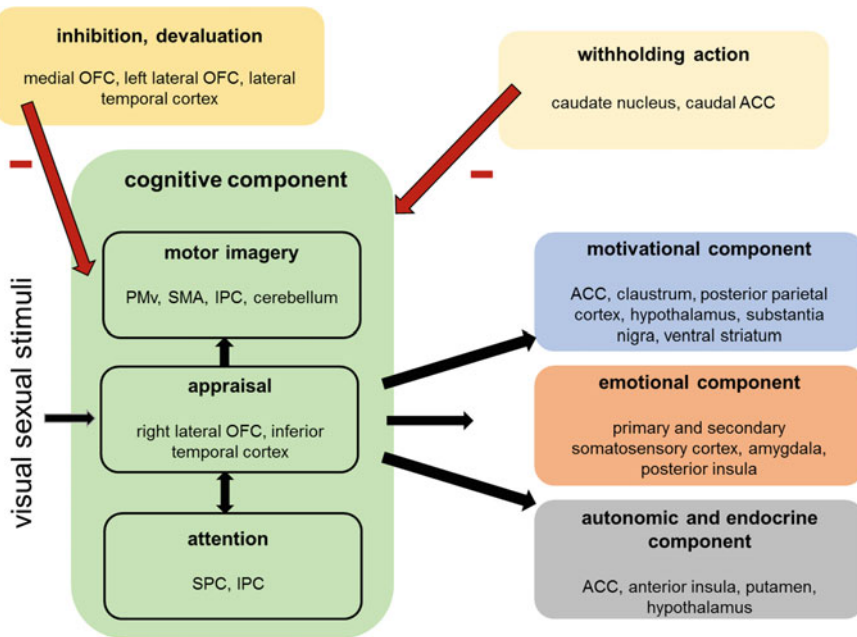 inhibition, devaluation
medial OFC, left lateral OFC, lateral
temporal cortex
withholding action
caudate nucleus, caudal ACC
–
–
cognitive component
motor imagery
PMv, SMA, IPC, cerebellum
visual sexual stimuli
appraisal
right lateral OFC, inferior
temporal cortex
attention
SPC, IPC
motivational component
ACC, claustrum, posterior parietal
cortex, hypothalamus, substantia
nigra, ventral striatum
emotional component
primary and secondary
somatosensory cortex, amygdala,
posterior insula
autonomic and endocrine
component
ACC, anterior insula, putamen,
hypothalamus